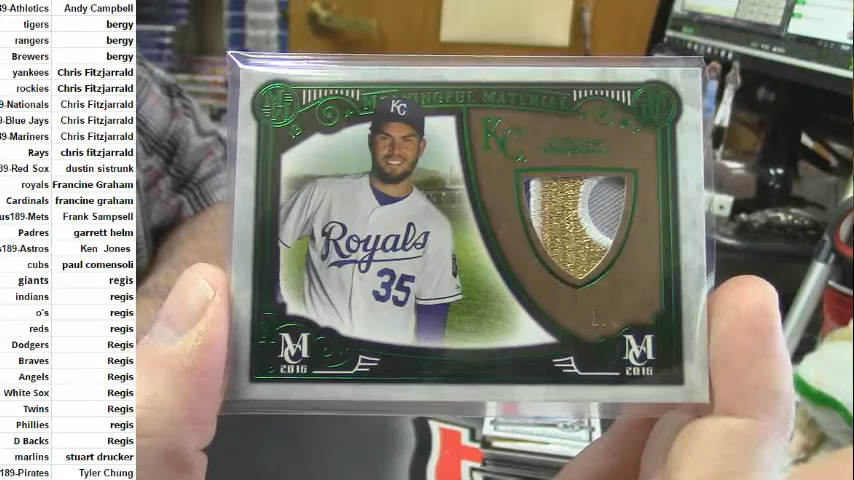 89-Athletics Andy Campbell
tigers bergy
rangers bergy
Brewers bergy
yankees Chris Fitzjarrald
rockies Chris Fitzjarrald
9-Nationals Chris Fitzjarrald
9-Blue Jays Chris Fitzjarrald
9-Mariners Chris Fitzjarrald
Rays chris fitzjarrald
9-Red Sox dustin sistrunk
royals Francine Graham
Cardinals francine graham
us189-Mets Frank Sampsell
Padres garrett helm
us189-Astros Ken Jones
cubs paul comensoli
giants regis
indians regis
o's regis
reds regis
Dodgers Regis
Braves Regis
Angels Regis
White Sox Regis
Twins Regis
Phillies regis
D Backs Regis
marlins stuart drucker
189-Pirates Tyler Chung
MEANINGFUL MATERIAL
KC
KC
Royals
35
MC
2016
MC
2016